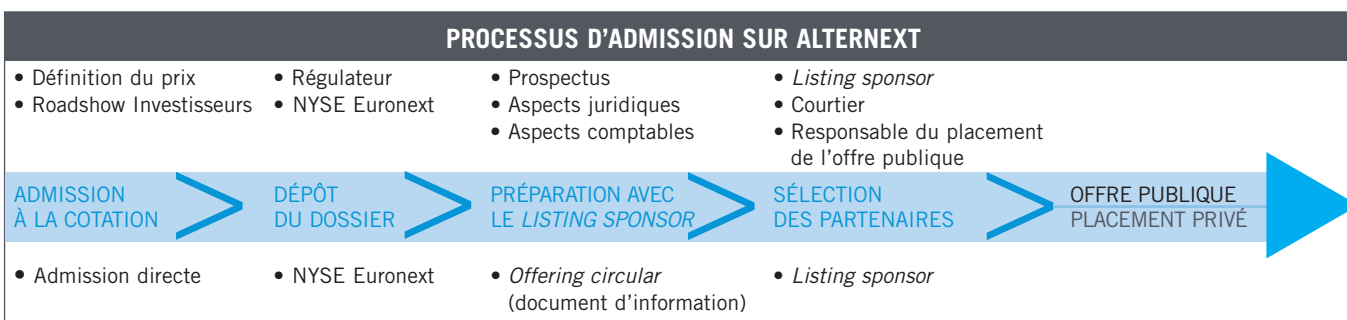 PROCESSUS D'ADMISSION SUR ALTERNEXT
• Définition du prix
• Roadshow Investisseurs
• Régulateur
• NYSE Euronext
• Prospectus
• Aspects juridiques
• Aspects comptables
• Listing sponsor
• Courtier
• Responsable du placement
de l'offre publique
ADMISSION
À LA COTATION
DÉPÔT
DU DOSSIER
PRÉPARATION AVEC
LE LISTING SPONSOR
SÉLECTION
DES PARTENAIRES
OFFRE PUBLIQUE
PLACEMENT PRIVÉ
• Admission directe
• NYSE Euronext
• Offering circular
(document d'information)
• Listing sponsor